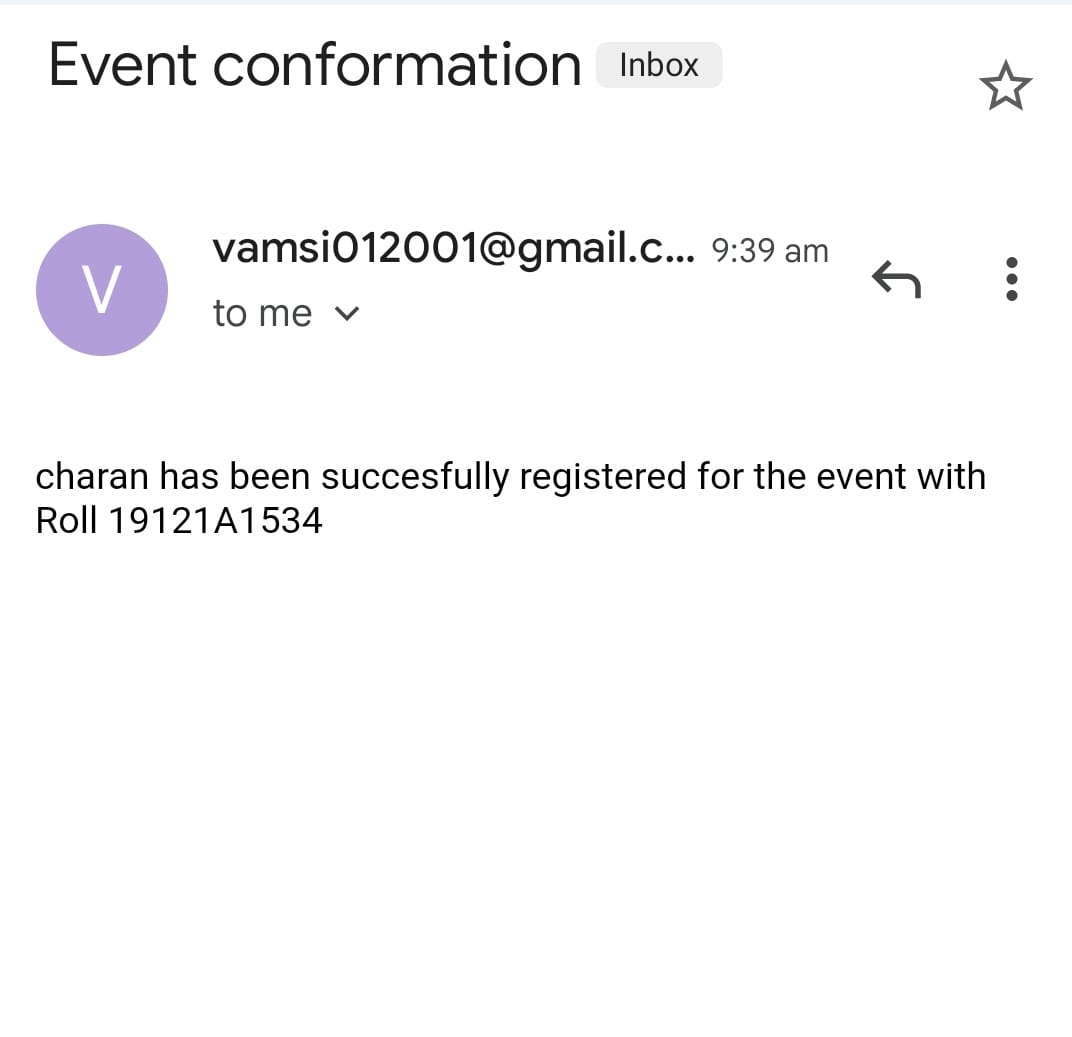 Event conformation Inbox
V
vamsi012001@gmail.c... 9:39 am
to me
charan has been succesfully registered for the event with
Roll 19121A1534